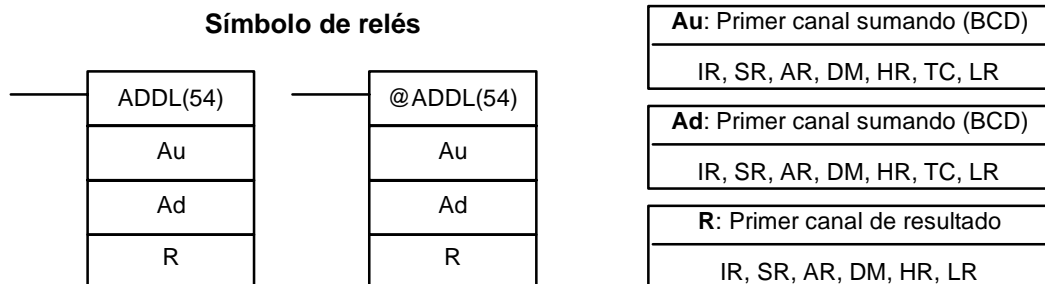 Símbolo de relés
ADDL(54)
Au
Ad
R
@ADDL(54)
Au
Ad
R
Au: Primer canal sumando (BCD)
IR, SR, AR, DM, HR, TC, LR
Ad: Primer canal sumando (BCD)
IR, SR, AR, DM, HR, TC, LR
R: Primer canal de resultado
IR, SR, AR, DM, HR, LR